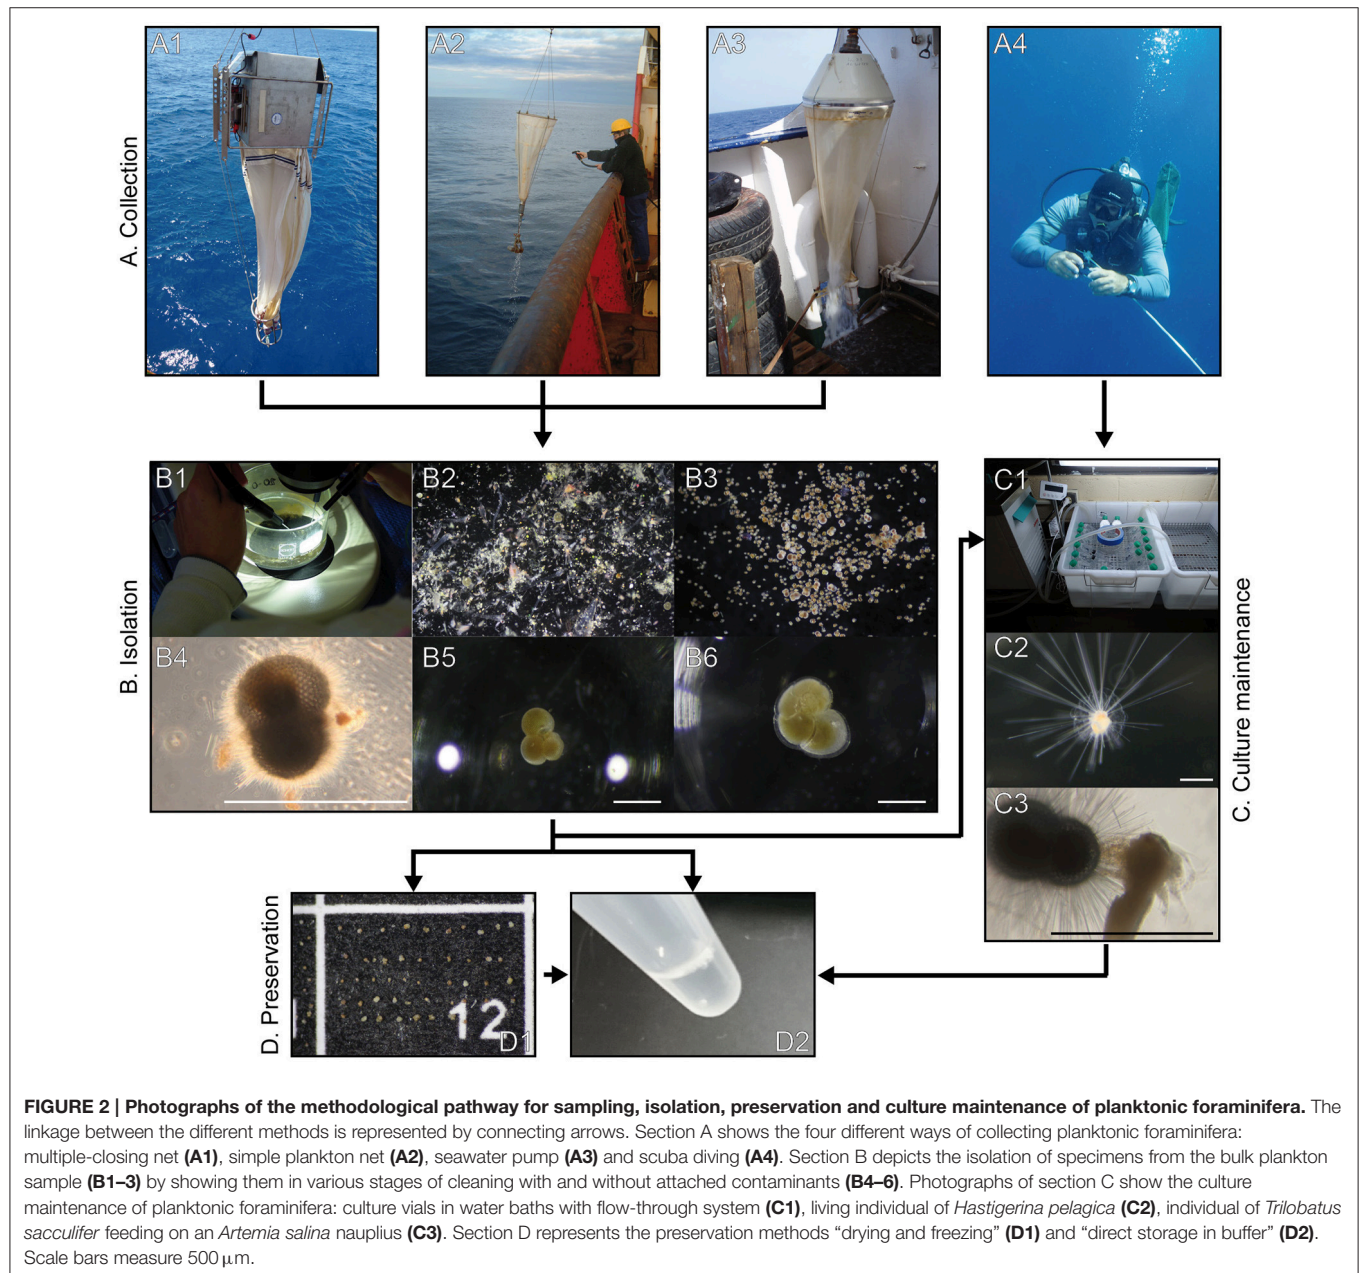 A1
A2
A3
A4
A. Collection
B1
B2
B3
B4
B5
B6
B. Isolation
C1
C2
C3
C. Culture maintenance
D. Preservation
12
D1
D2
FIGURE 2 | Photographs of the methodological pathway for sampling, isolation, preservation and culture maintenance of planktonic foraminifera. The
linkage between the different methods is represented by connecting arrows. Section A shows the four different ways of collecting planktonic foraminifera:
multiple-closing net (A1), simple plankton net (A2), seawater pump (A3) and scuba diving (A4). Section B depicts the isolation of specimens from the bulk plankton
sample (B1–3) by showing them in various stages of cleaning with and without attached contaminants (B4–6). Photographs of section C show the culture
maintenance of planktonic foraminifera: culture vials in water baths with flow-through system (C1), living individual of Hastigerina pelagica (C2), individual of Trilobatus
sacculifer feeding on an Artemia salina nauplius (C3). Section D represents the preservation methods “drying and freezing” (D1) and “direct storage in buffer” (D2).
Scale bars measure 500 μm.